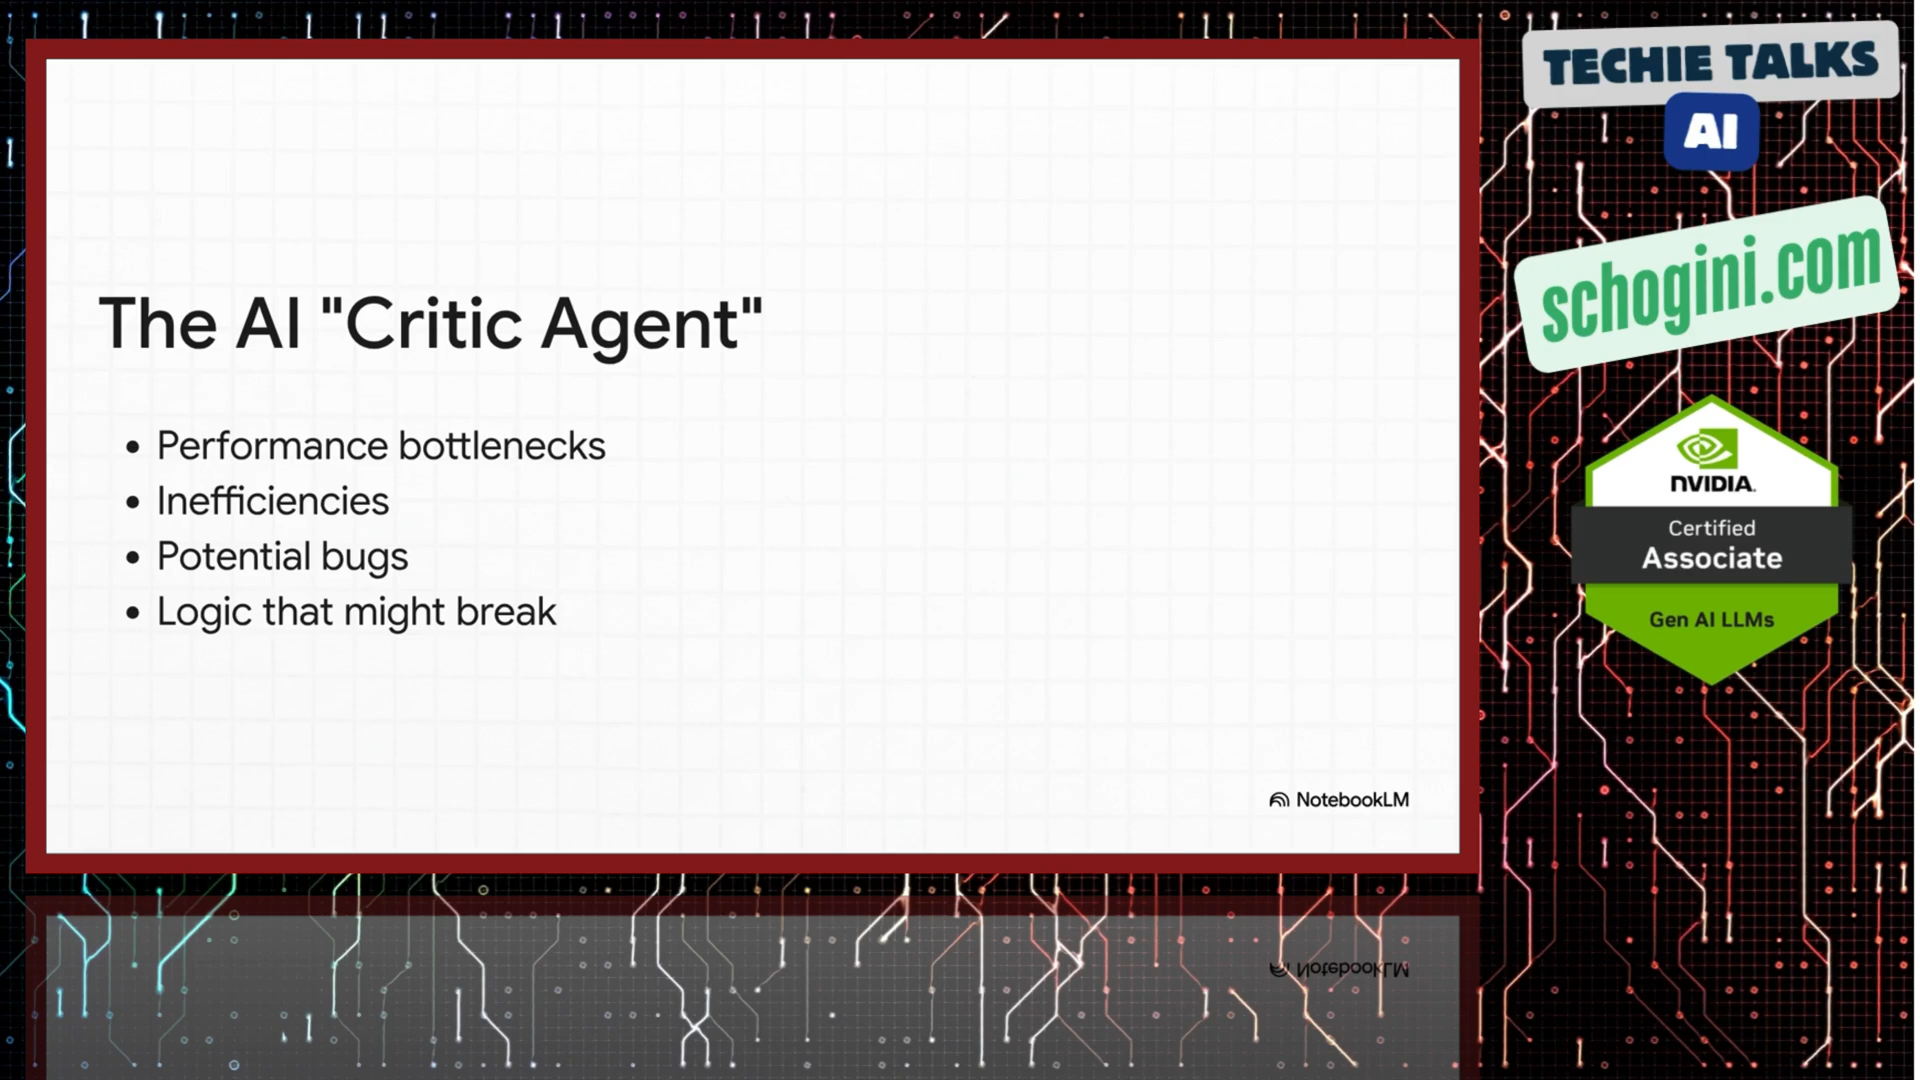 The AI "Critic Agent"
• Performance bottlenecks
• Inefficiencies
• Potential bugs
• Logic that might break
NotebookLM
TECHIE TALKS
AI
schogini.com
NVIDIA.
Certified
Associate
Gen AI LLMs
NotebookLM